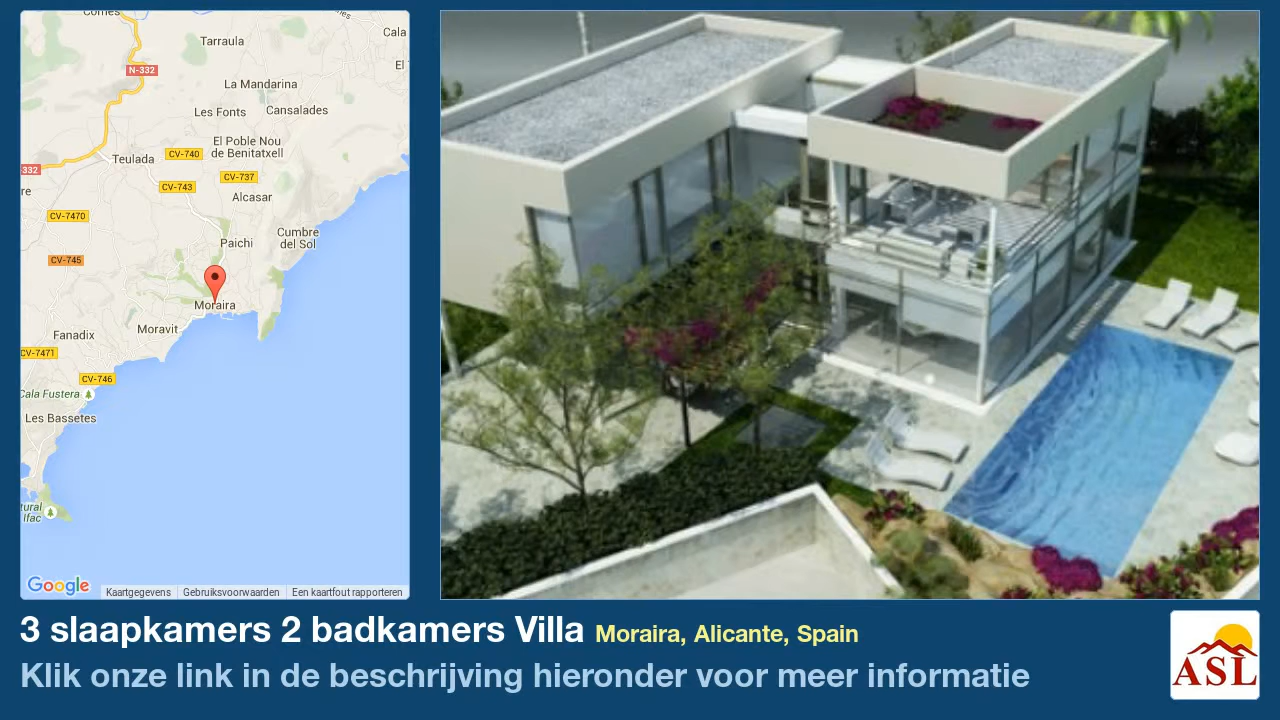 Comes
Tarraula
Cala
N-332
El
La Mandarina
Les Fonts
Cansalades
El Poble Nou
de Benitatxell
Teulada
CV-740
332
CV-737
CV-743
re
Alcasar
CV-7470
Cumbre
del Sol
Paichi
CV-745
Moraira
Moravit
Fanadix
CV-7471
CV-746
Cala Fustera
Les Bassetes
tural
Ifac
Google
Kaartgegevens
Gebruiksvoorwaarden
Een kaartfout rapporteren
3 slaapkamers 2 badkamers Villa Moraira, Alicante, Spain
Klik onze link in de beschrijving hieronder voor meer informatie
ASL